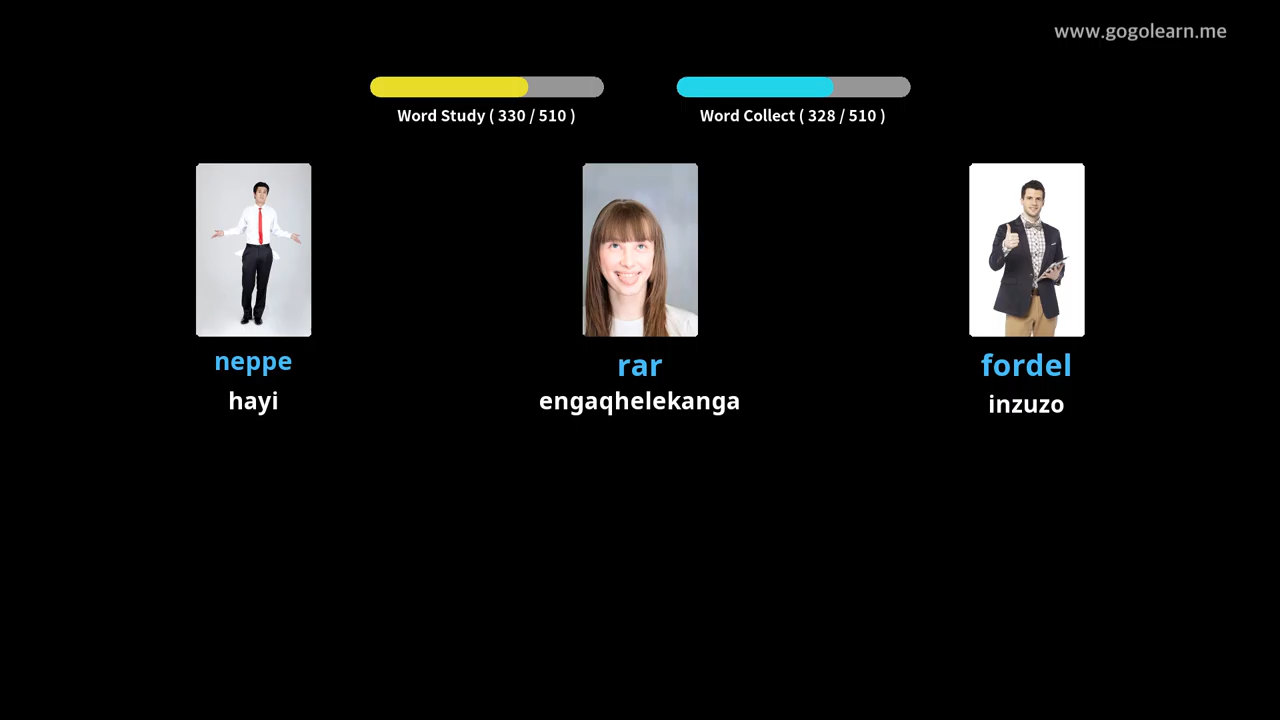 www.gogolearn.me
Word Study ( 330 / 510 )
Word Collect ( 328 / 510 )
neppe
hayi
rar
engaqhelekanga
fordel
inzuzo